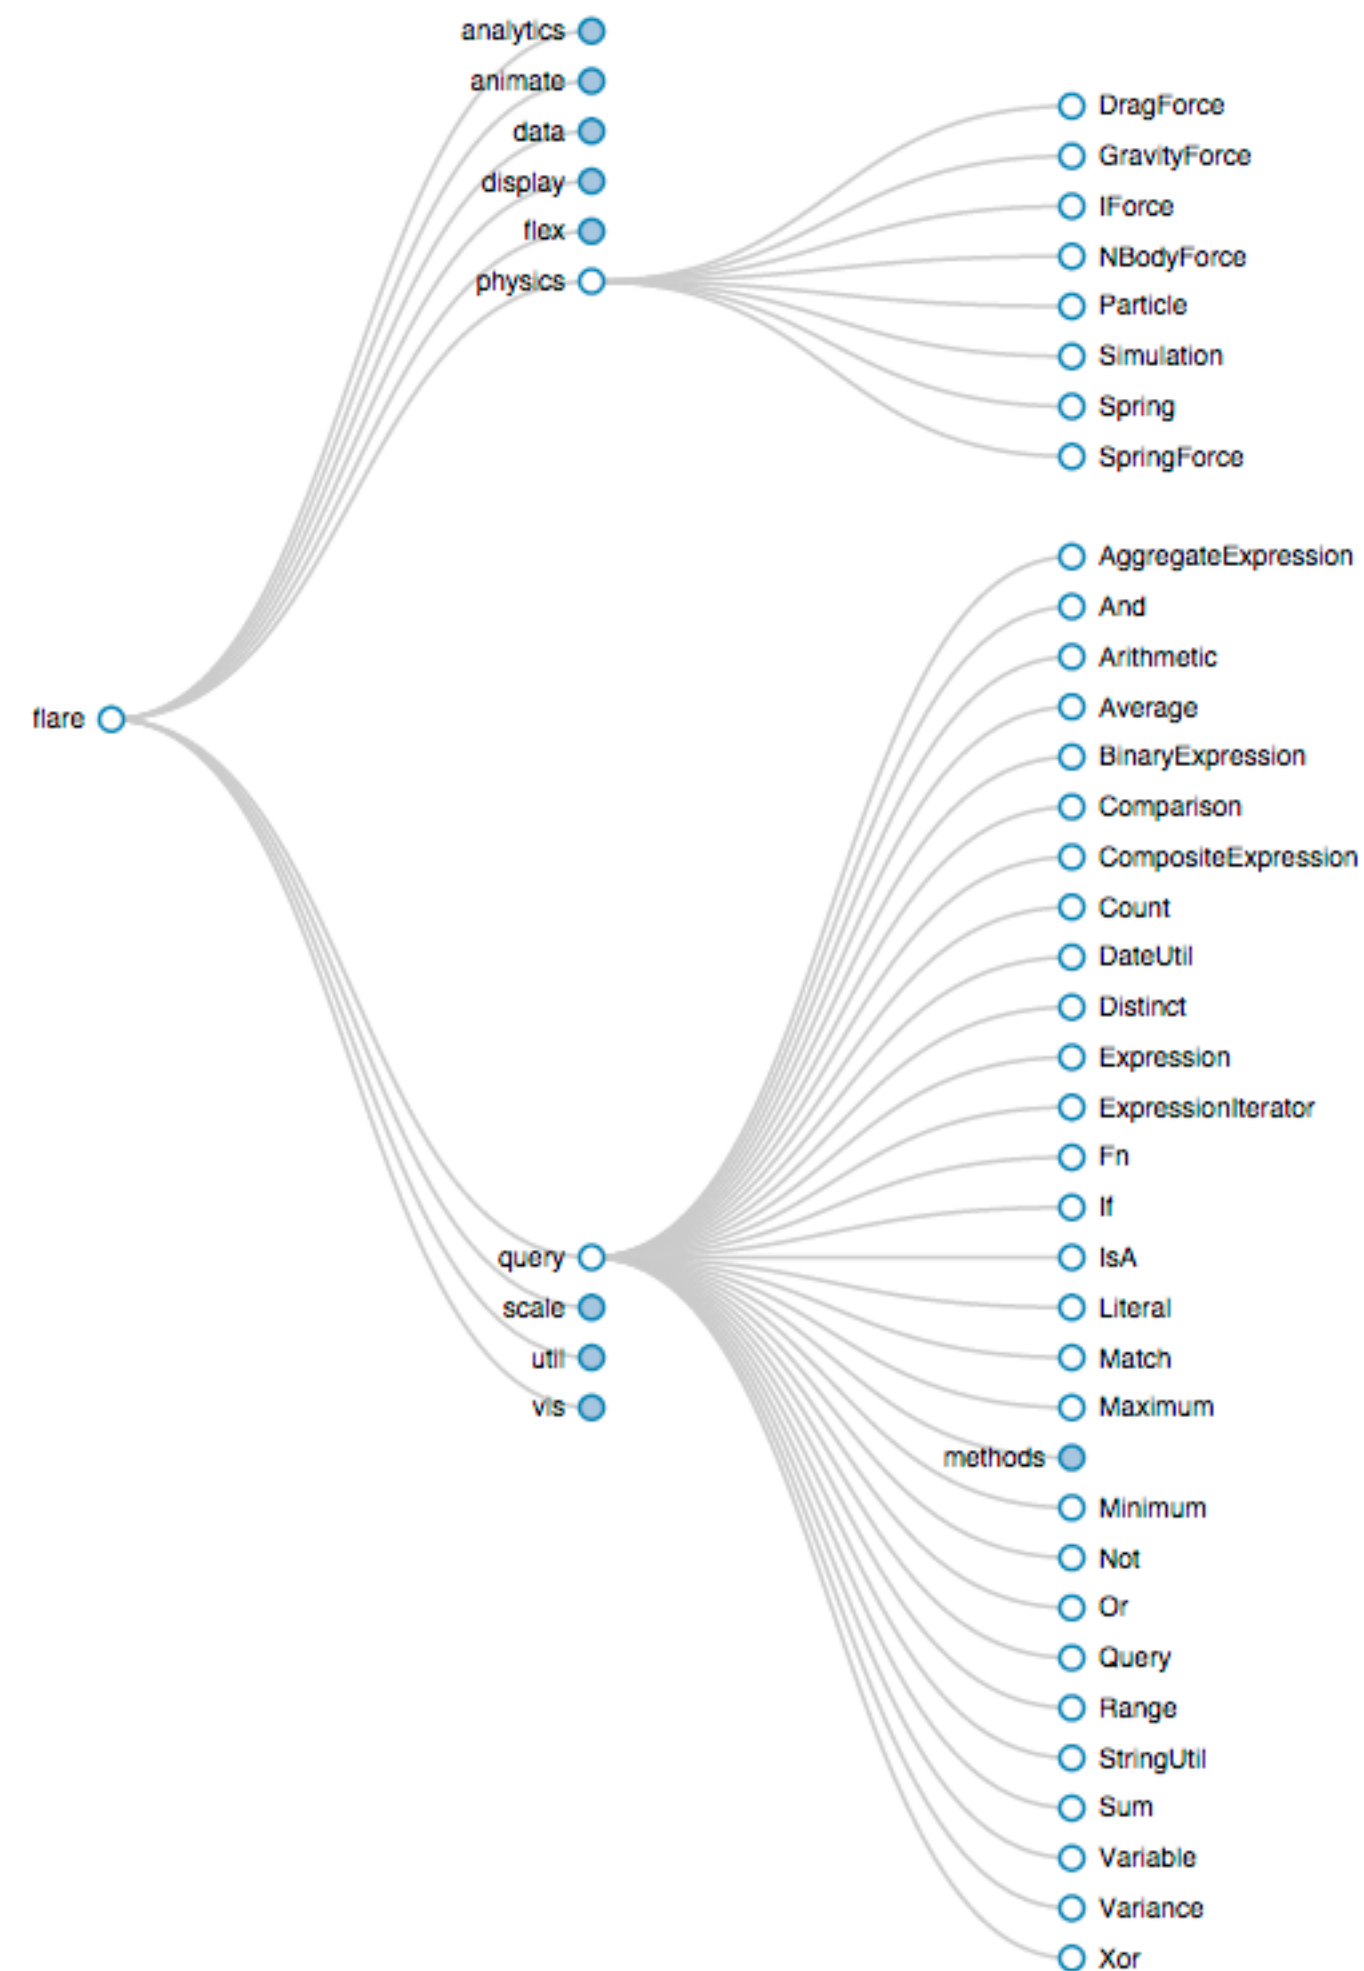 analytics
animate
data
display
flex
physics
DragForce
GravityForce
IForce
NBodyForce
Particle
Simulation
Spring
SpringForce
flare
AggregateExpression
And
Arithmetic
Average
BinaryExpression
Comparison
CompositeExpression
Count
DateUtil
Distinct
Expression
ExpressionIterator
Fn
If
IsA
Literal
Match
Maximum
methods
Minimum
Not
Or
Query
Range
StringUtil
Sum
Variable
Variance
Xor
query
scale
util
vis